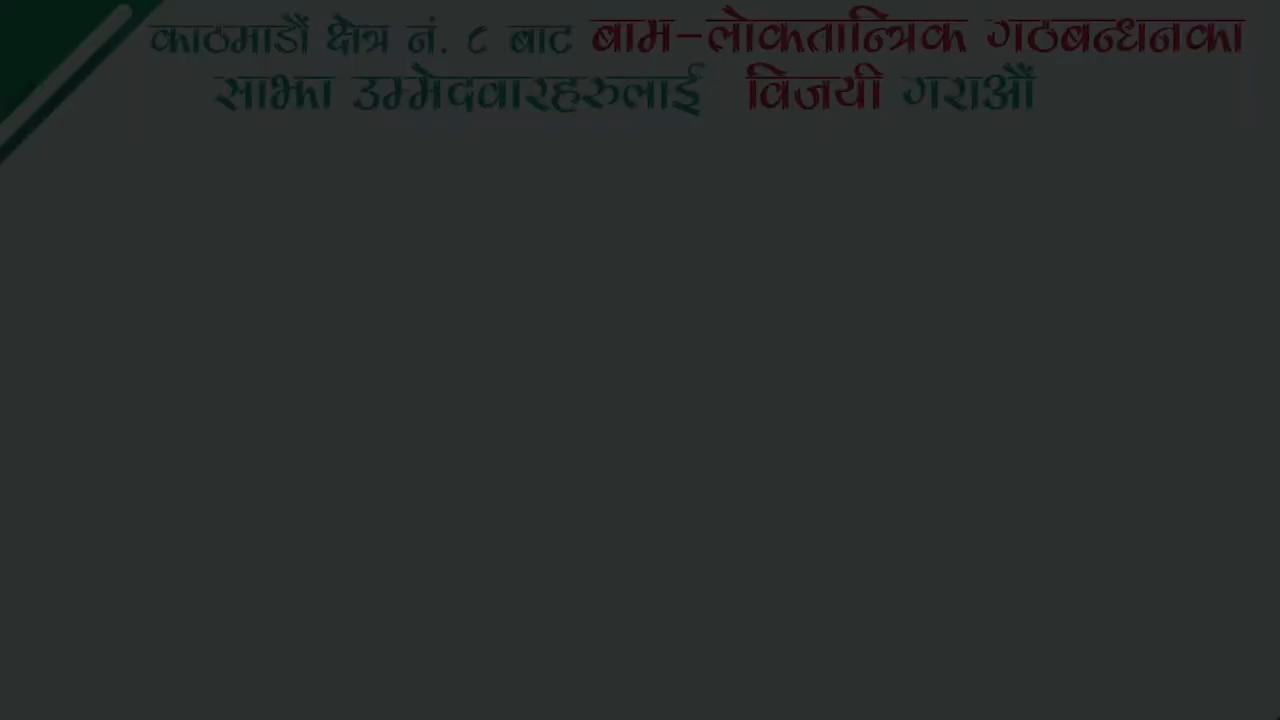 काठमाडौं क्षेत्र नं. ८ बाट बाम-लोकतान्त्रिक गठबन्धनका
साझा उम्मेदवारहरुलाई विजयी गराऔं